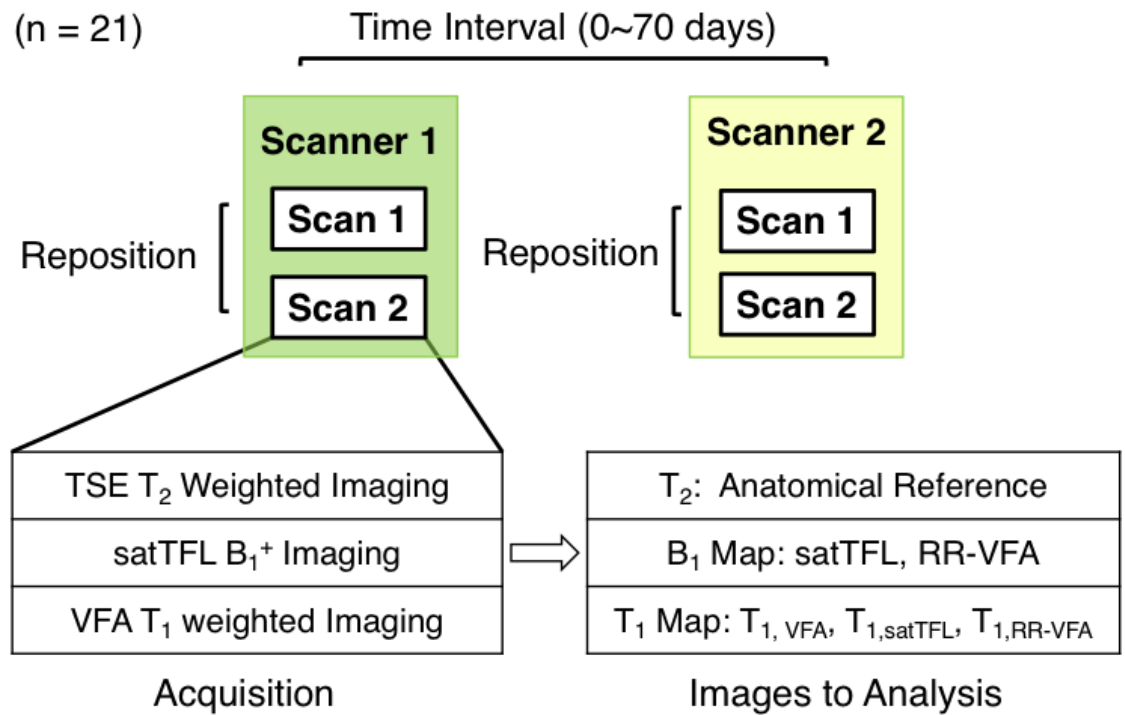 (n = 21)
Time Interval (0~70 days)
Scanner 1
Scan 1
Reposition
Scan 2
Scanner 2
Scan 1
Reposition
Scan 2
TSE T₂ Weighted Imaging
satTFL B₁⁺ Imaging
VFA T₁ weighted Imaging
Acquisition
T₂: Anatomical Reference
B₁ Map: satTFL, RR-VFA
T₁ Map: T₁, VFA, T₁,satTFL, T₁,RR-VFA
Images to Analysis